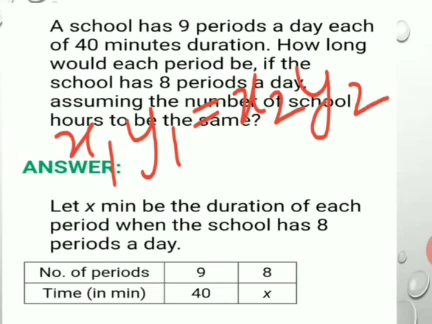 A school has 9 periods a day each
of 40 minutes duration. How long
would each period be, if the
school has 8 periods a day,
assuming the number of school
hours to be the same?
x₁y₁ = x₂y₂
ANSWER:
Let x min be the duration of each
period when the school has 8
periods a day.
No. of periods 9 8
Time (in min) 40 x